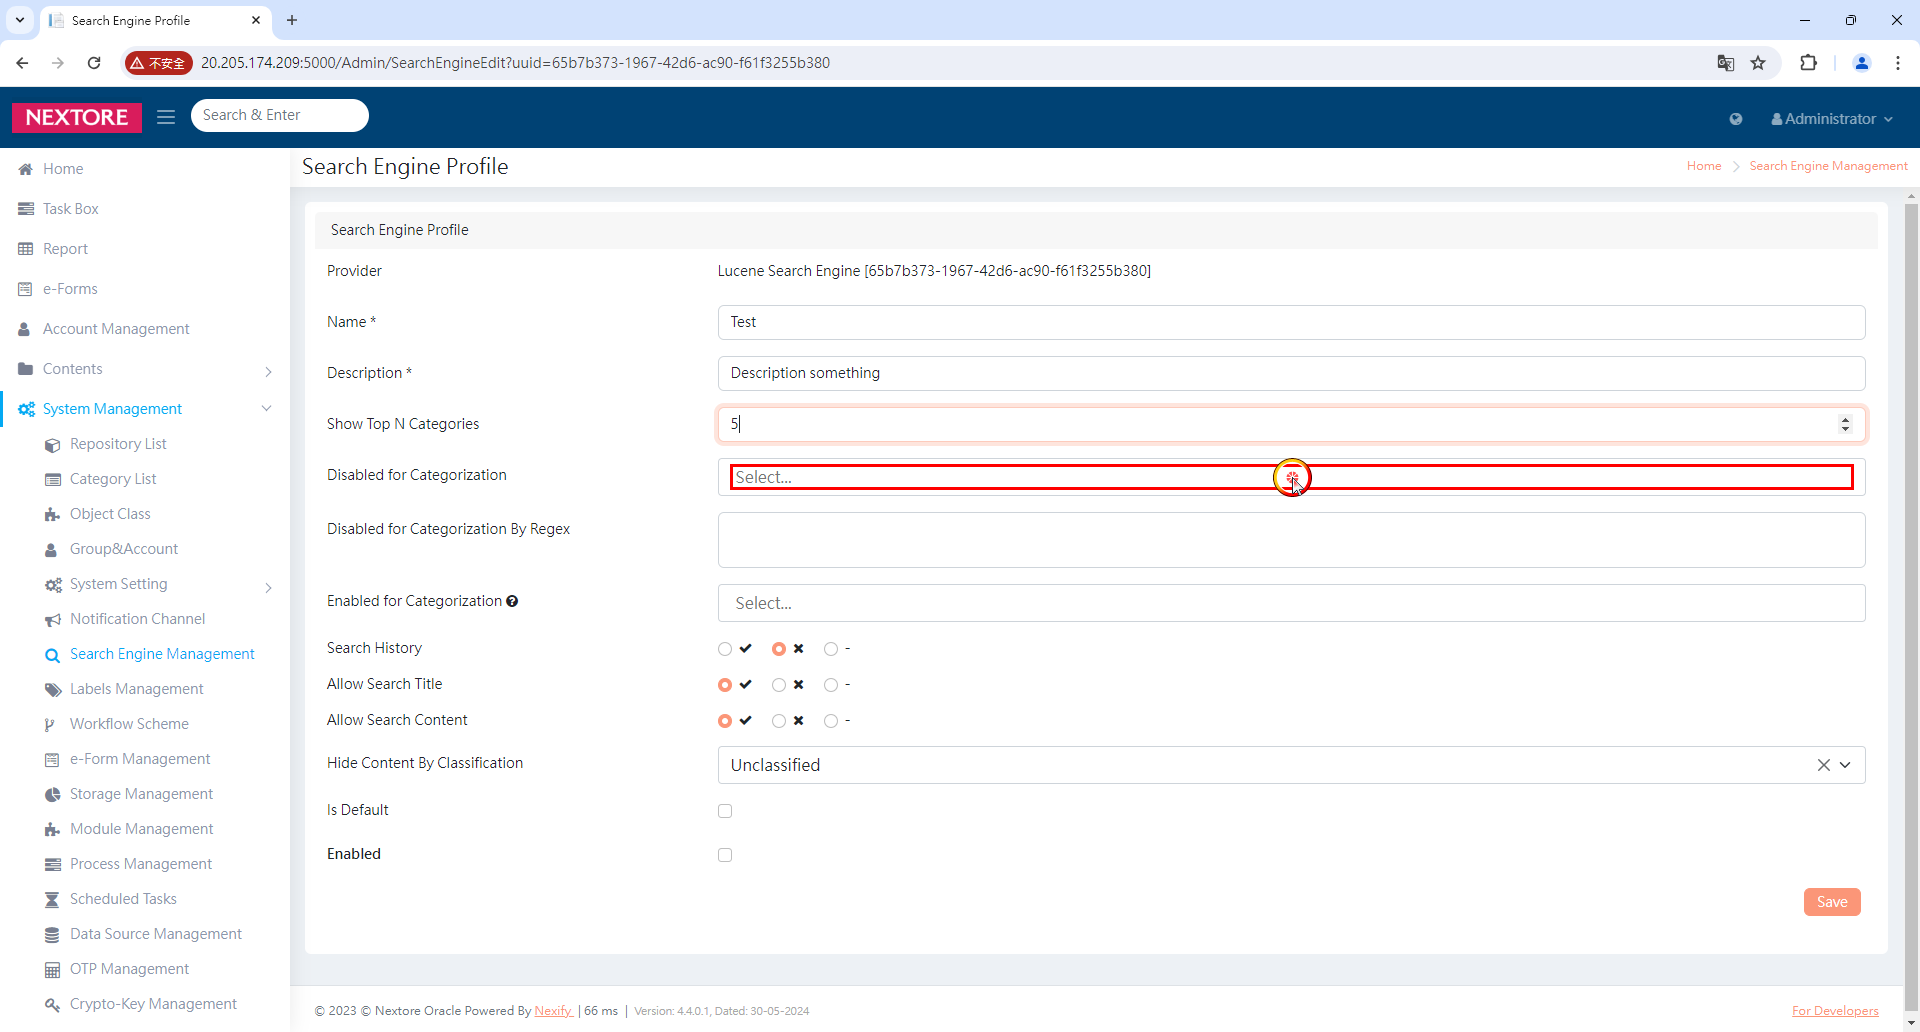 Search Engine Profile
不安全
20.205.174.209:5000/Admin/SearchEngineEdit?uuid=65b7b373-1967-42d6-ac90-f61f3255b380
NEXTORE
Search & Enter
Administrator
Home
Task Box
Report
e-Forms
Account Management
Contents
System Management
Repository List
Category List
Object Class
Group&Account
System Setting
Notification Channel
Search Engine Management
Labels Management
Workflow Scheme
e-Form Management
Storage Management
Module Management
Process Management
Scheduled Tasks
Data Source Management
OTP Management
Crypto-Key Management
Search Engine Profile
Home > Search Engine Management
Search Engine Profile
Provider Lucene Search Engine [65b7b373-1967-42d6-ac90-f61f3255b380]
Name * Test
Description * Description something
Show Top N Categories 5
Disabled for Categorization Select...
Disabled for Categorization By Regex
Enabled for Categorization Select...
Search History -
Allow Search Title -
Allow Search Content -
Hide Content By Classification Unclassified
Is Default
Enabled
Save
© 2023 © Nextore Oracle Powered By Nexify | 66 ms | Version: 4.4.0.1, Dated: 30-05-2024
For Developers